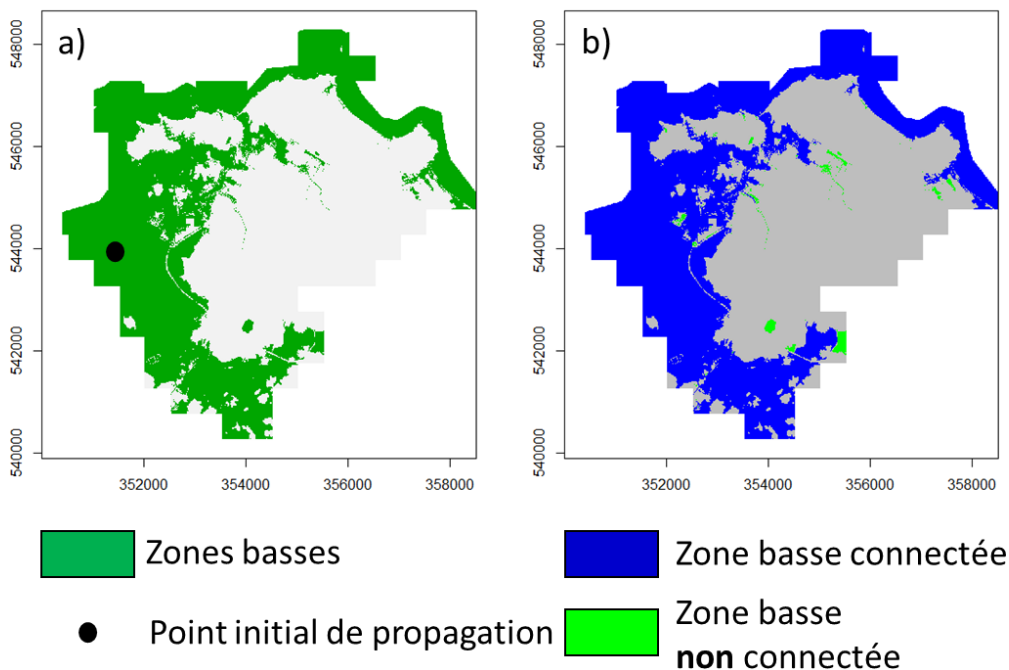 a)
548000
546000
544000
542000
540000
352000 354000 356000 358000
b)
548000
546000
544000
542000
540000
352000 354000 356000 358000
Zones basses
Point initial de propagation
Zone basse connectée
Zone basse
non connectée